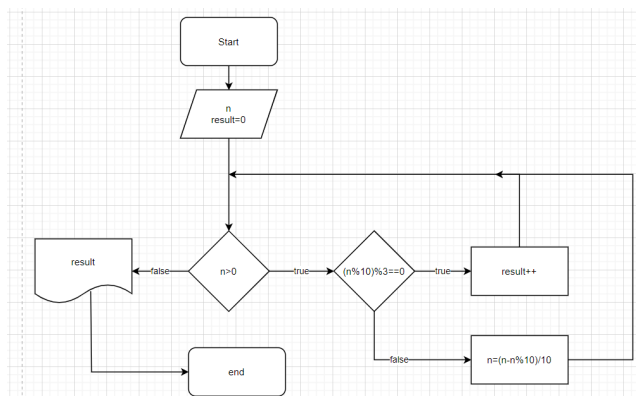 Start
n
result=0
n>0
true
(n%10)%3==0
true
result++
false
result
false
n=(n-n%10)/10
end